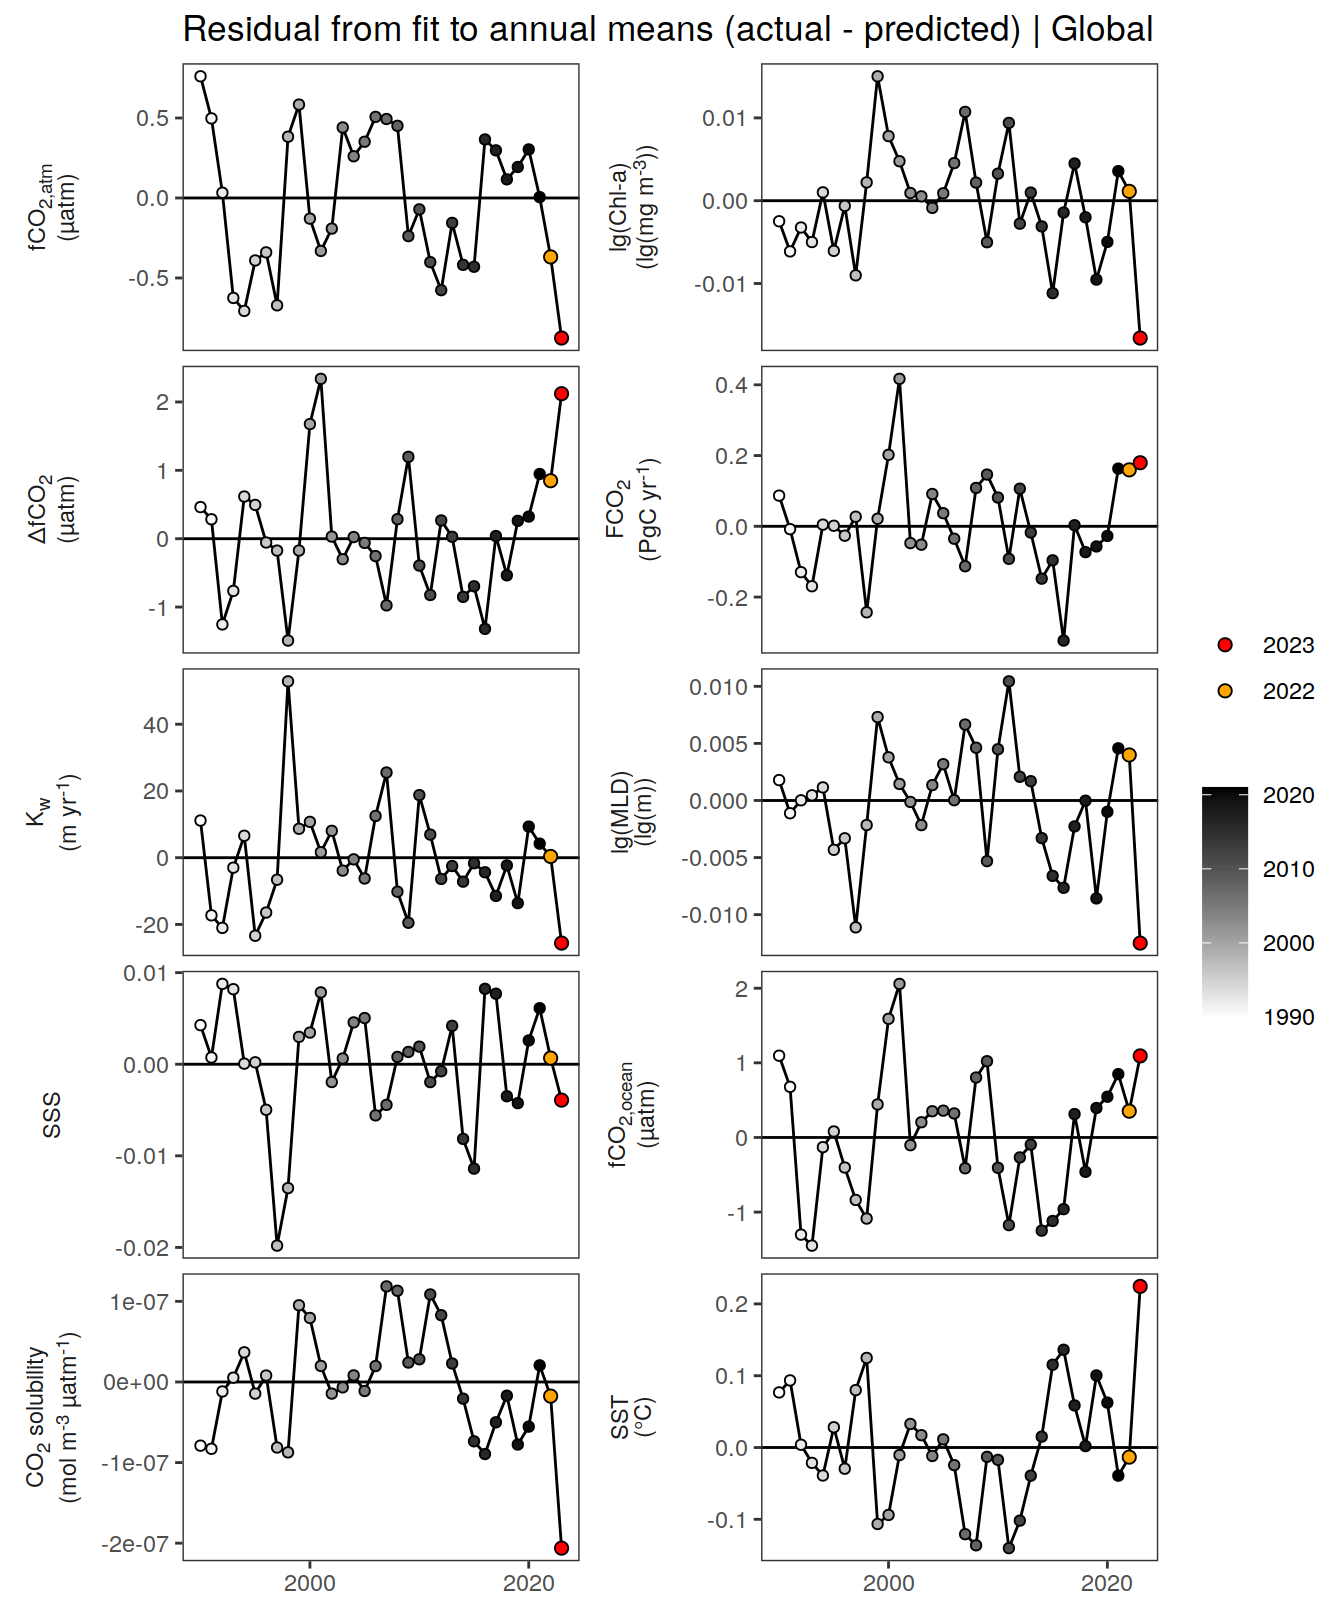 Residual from fit to annual means (actual - predicted) | Global
fCO2,atm
(µatm)
0.5
0.0
-0.5
lg(Chl-a)
(lg(mg m-3))
0.01
0.00
-0.01
ΔfCO2
(µatm)
2
1
0
-1
FCO2
(PgC yr-1)
0.4
0.2
0.0
-0.2
Kw
(m yr-1)
40
20
0
-20
lg(MLD)
(lg(m))
0.010
0.005
0.000
-0.005
-0.010
SSS
0.01
0.00
-0.01
-0.02
fCO2,ocean
(µatm)
2
1
0
-1
CO2 solubility
(mol m-3 µatm-1)
1e-07
0e+00
-1e-07
-2e-07
SST
(°C)
0.2
0.1
0.0
-0.1
2000
2020
2000
2020
2023
2022
2020
2010
2000
1990